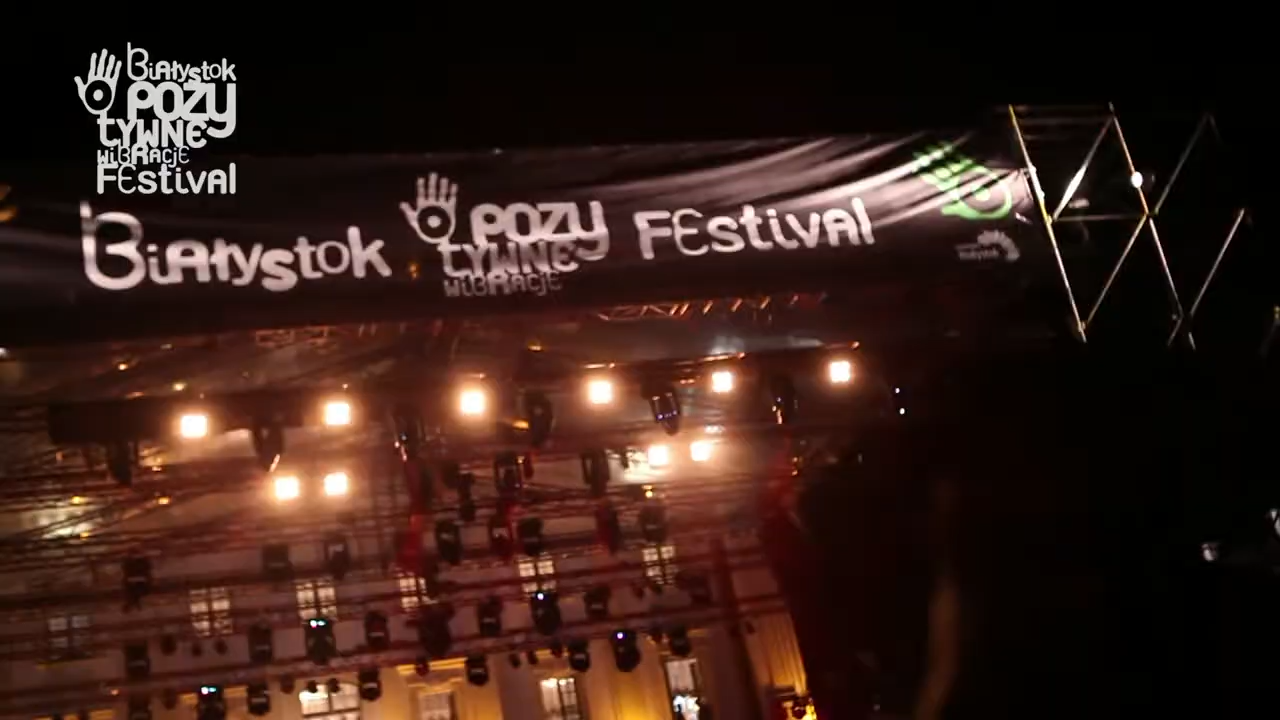 Białystok
POZY
TYWNE
WiBRacje
FEstival
Białystok
POZY
TYWNE
WiBRacje
FEstival